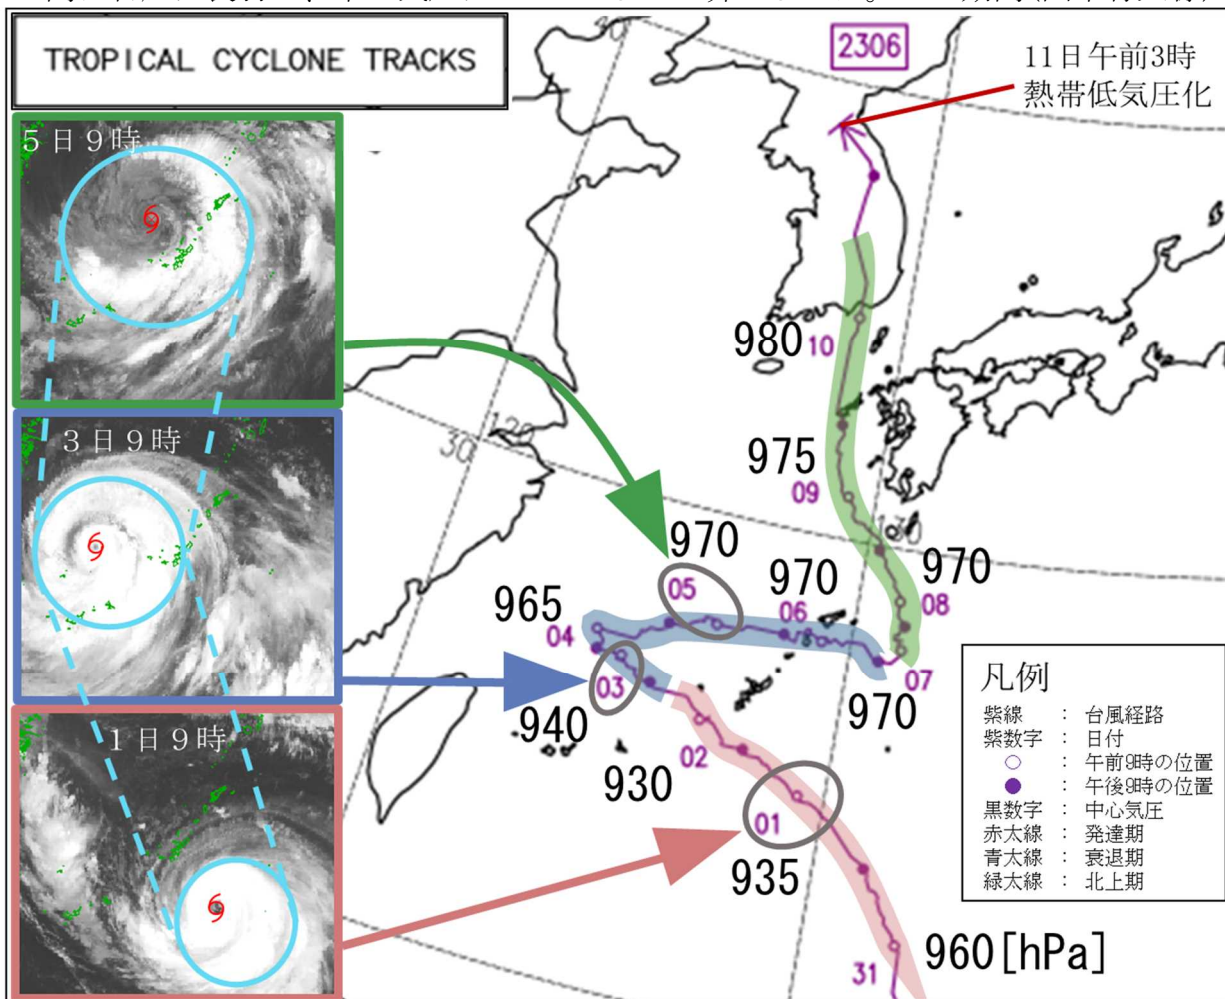 TROPICAL CYCLONE TRACKS
2306
11日午前3時
熱帯低気圧化
5日9時
3日9時
1日9時
30
120
130
980
10
975
09
970
05
970
06
970
08
965
04
03
940
970
07
02
930
01
935
31
960[hPa]
凡例
紫線 : 台風経路
紫数字 : 日付
○ : 午前9時の位置
● : 午後9時の位置
黒数字 : 中心気圧
赤太線 : 発達期
青太線 : 衰退期
緑太線 : 北上期